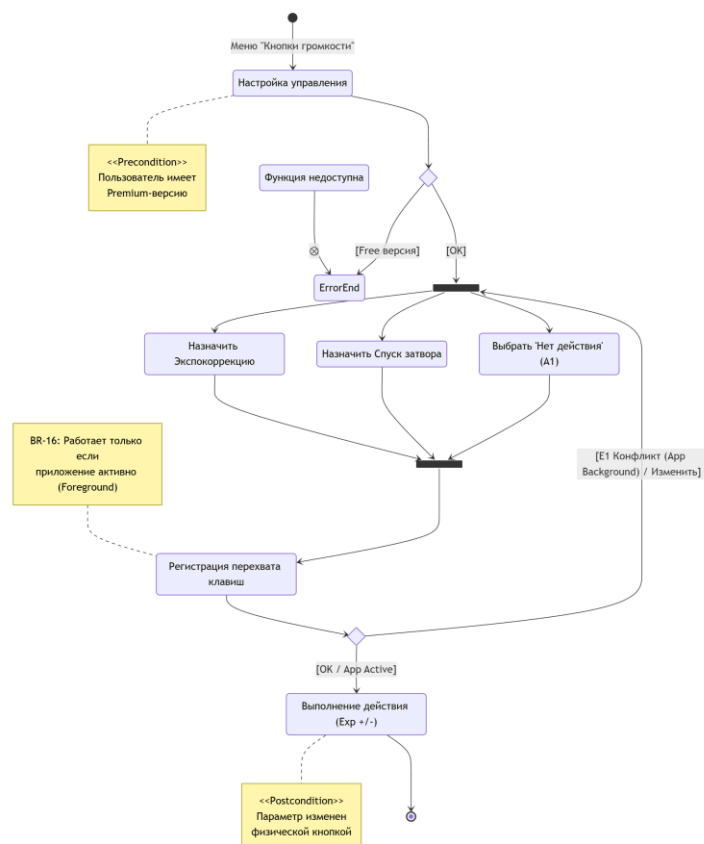 Меню "Кнопки громкости"
Настройка управления
<<Precondition>>
Пользователь имеет
Premium-версию
Функция недоступна
⊗
[Free версия]
[OK]
ErrorEnd
Назначить
Экспокоррекцию
Назначить Спуск затвора
Выбрать 'Нет действия'
(A1)
BR-16: Работает только
если
приложение активно
(Foreground)
[E1 Конфликт (App
Background) / Изменить]
Регистрация перехвата
клавиш
[OK / App Active]
Выполнение действия
(Exp +/-)
<<Postcondition>>
Параметр изменен
физической кнопкой